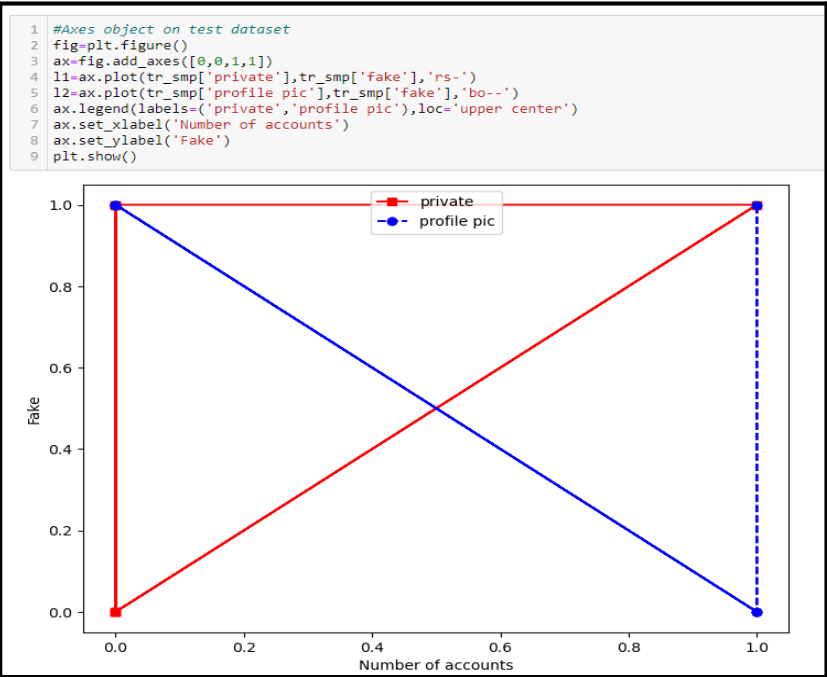 1 #Axes object on test dataset
2 fig=plt.figure()
3 ax=fig.add_axes([0,0,1,1])
4 l1=ax.plot(tr_smp['private'],tr_smp['fake'],'rs-')
5 l2=ax.plot(tr_smp['profile pic'],tr_smp['fake'],'bo--')
6 ax.legend(labels=('private','profile pic'),loc='upper center')
7 ax.set_xlabel('Number of accounts')
8 ax.set_ylabel('Fake')
9 plt.show()
private
profile pic
1.0
0.8
0.6
0.4
0.2
0.0
Fake
0.0 0.2 0.4 0.6 0.8 1.0
Number of accounts